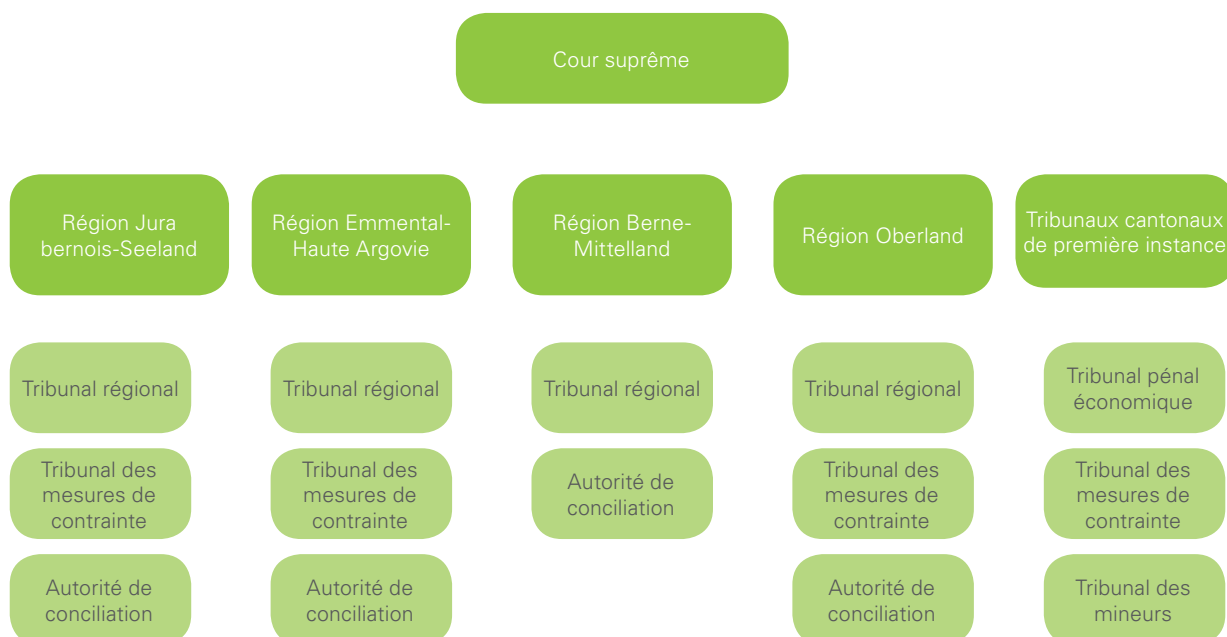 Cour suprême
Région Jura
bernois-Seeland
Région Emmental-
Haute Argovie
Région Berne-
Mittelland
Région Oberland
Tribunaux cantonaux
de première instance
Tribunal régional
Tribunal régional
Tribunal régional
Tribunal régional
Tribunal pénal
économique
Tribunal des
mesures de
contrainte
Tribunal des
mesures de
contrainte
Autorité de
conciliation
Tribunal des
mesures de
contrainte
Tribunal des
mesures de
contrainte
Autorité de
conciliation
Autorité de
conciliation
Autorité de
conciliation
Tribunal des
mineurs